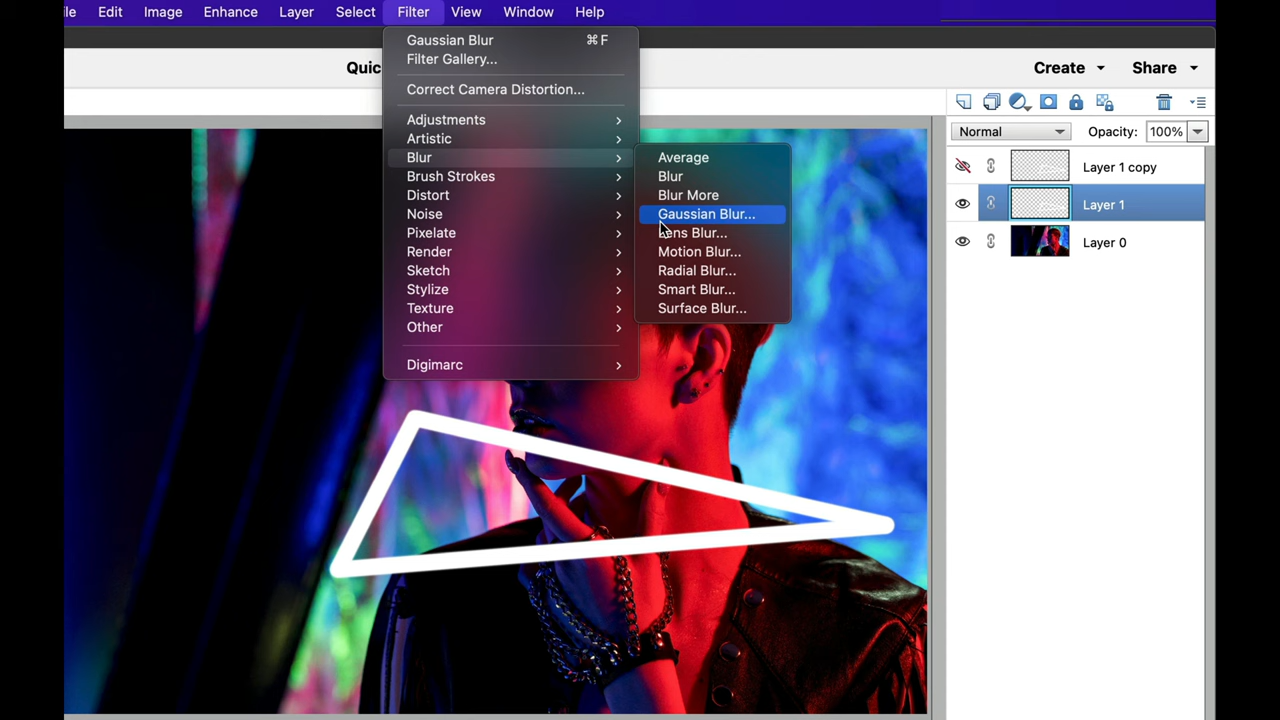 ile Edit Image Enhance Layer Select Filter View Window Help
Quic
Create Share
Gaussian Blur ⌘F
Filter Gallery...
Correct Camera Distortion...
Adjustments
Artistic
Blur
Brush Strokes
Distort
Noise
Pixelate
Render
Sketch
Stylize
Texture
Other
Digimarc
Average
Blur
Blur More
Gaussian Blur...
Lens Blur...
Motion Blur...
Radial Blur...
Smart Blur...
Surface Blur...
Normal Opacity: 100%
Layer 1 copy
Layer 1
Layer 0